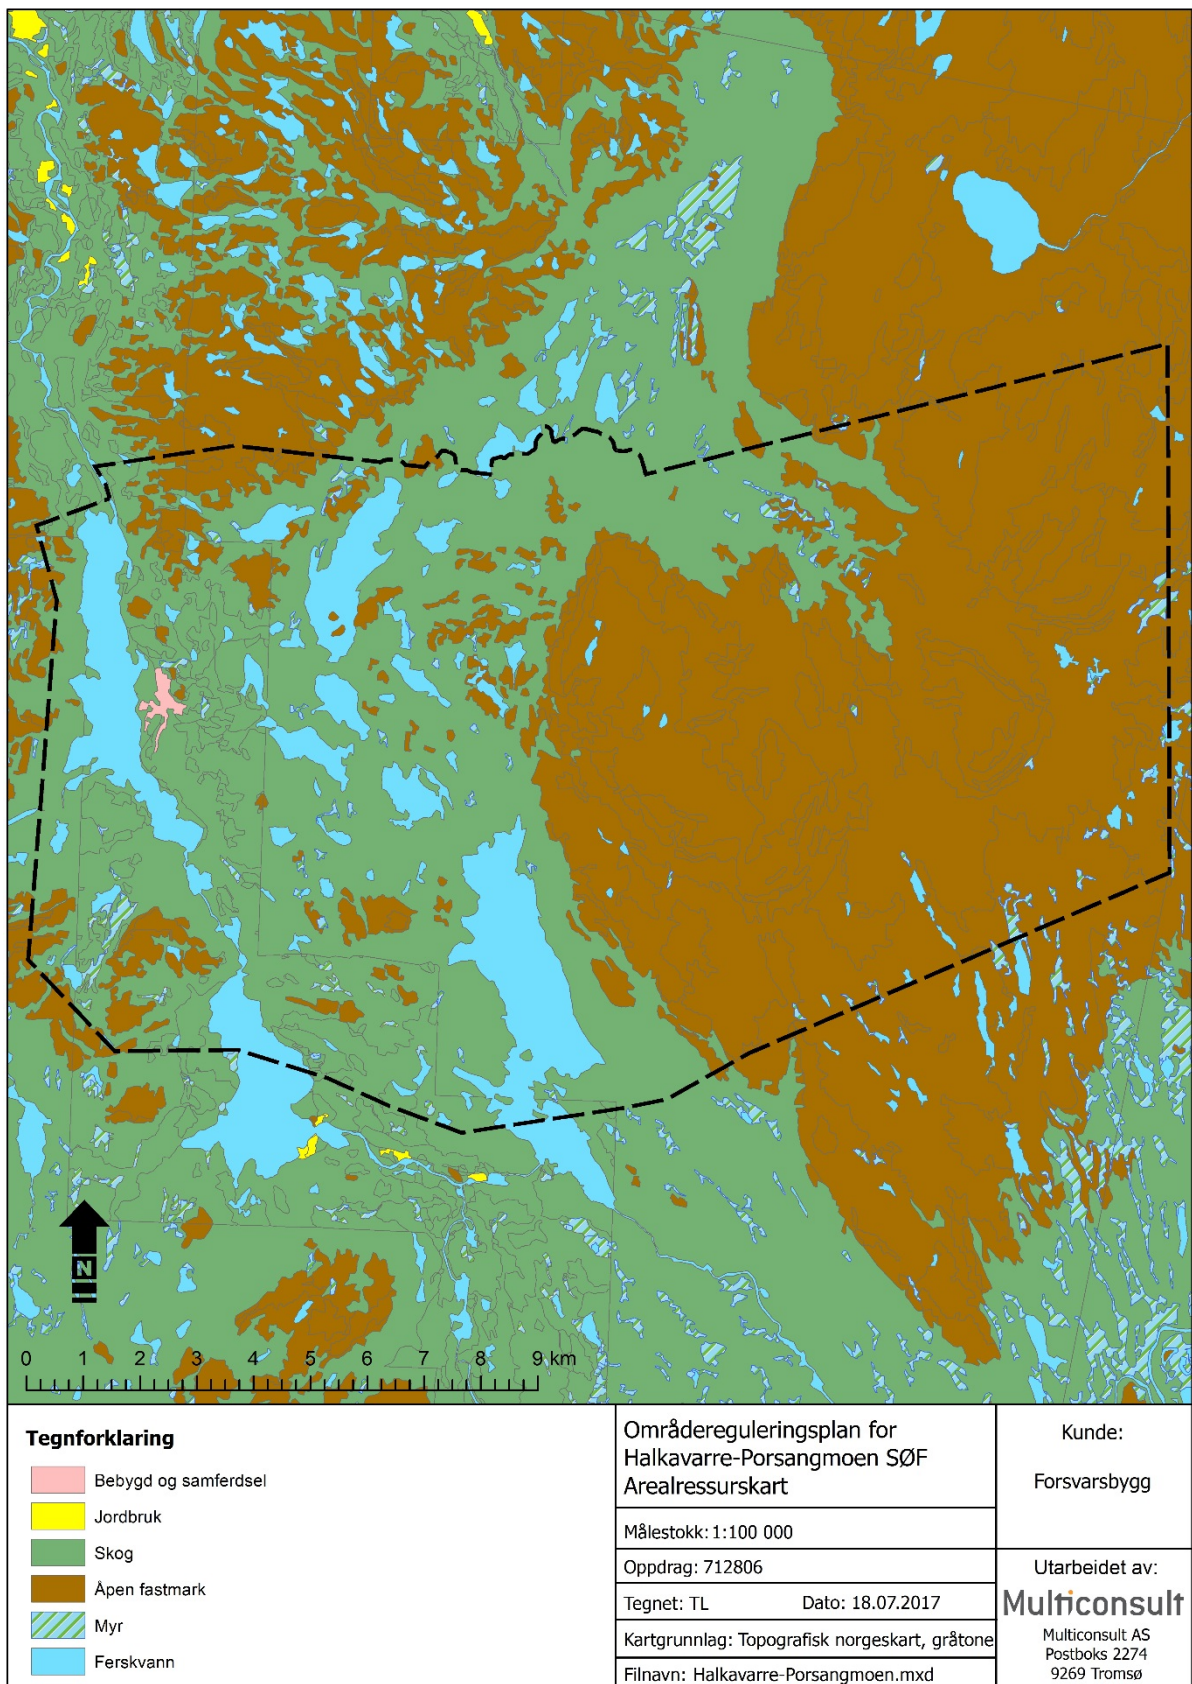 N
0 1 2 3 4 5 6 7 8 9 km
Tegnforklaring
Bebygd og samferdsel
Jordbruk
Skog
Åpen fastmark
Myr
Ferskvann
Områdereguleringsplan for
Halkavarre-Porsangmoen SØF
Arealressurskart
Målestokk: 1:100 000
Oppdrag: 712806
Tegnet: TL Dato: 18.07.2017
Kartgrunnlag: Topografisk norgeskart, gråtone
Filnavn: Halkavarre-Porsangmoen.mxd
Kunde:
Forsvarsbygg
Utarbeidet av:
Multiconsult
Multiconsult AS
Postboks 2274
9269 Tromsø